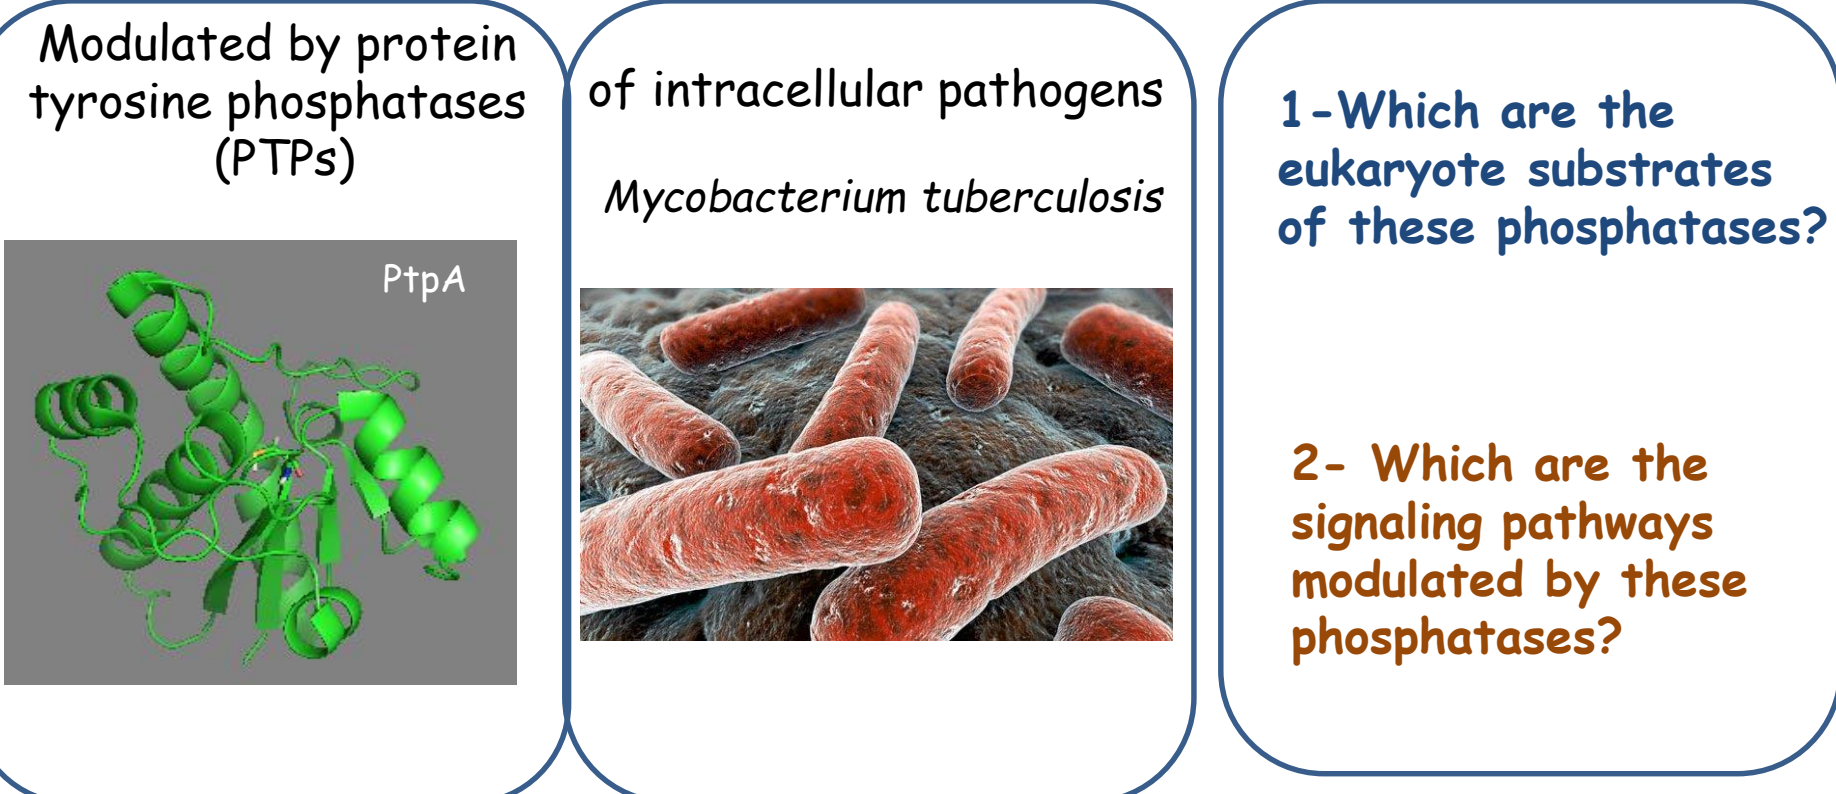 Modulated by protein
tyrosine phosphatases
(PTPs)
PtpA
of intracellular pathogens
Mycobacterium tuberculosis
1-Which are the
eukaryote substrates
of these phosphatases?
2- Which are the
signaling pathways
modulated by these
phosphatases?